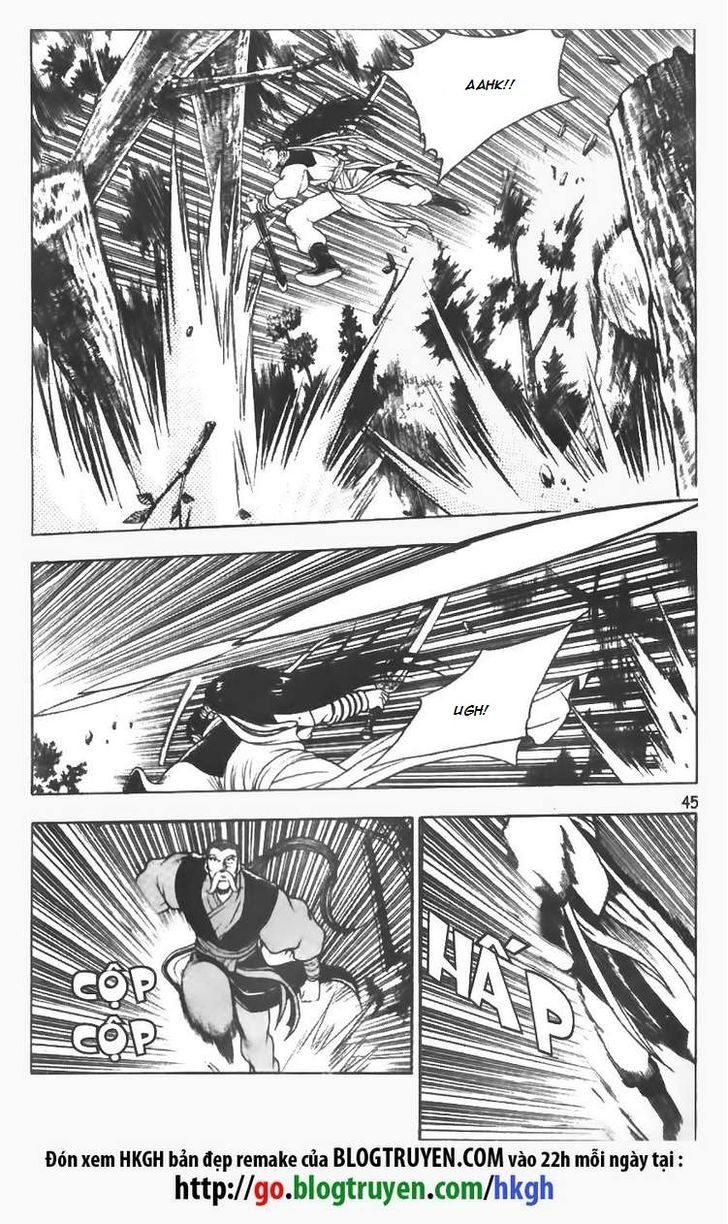 AAHK!!
UGH!
45
CỘP
CỘP
HẤP
Đón xem HKGH bản đẹp remake của BLOGTRUYEN.COM vào 22h mỗi ngày tại :
http://go.blogtruyen.com/hkgh